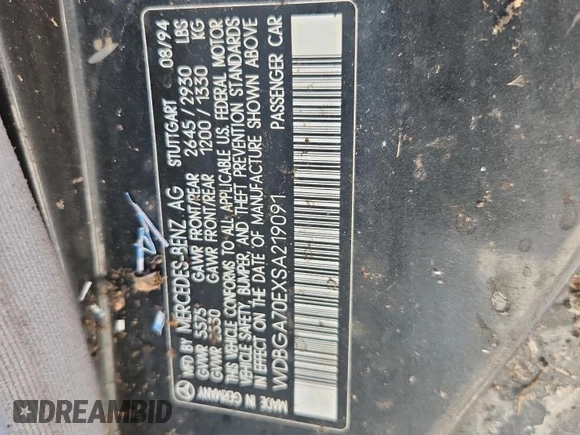 MFD BY MERCEDES-BENZ. AG STUTTGART 08/94
GVWR 5575 GAWR FRONT/REAR 2645/2930 LBS
GVWR 2530 GAWR FRONT/REAR 1200/1330 KG
THIS VEHICLE CONFORMS TO ALL APPLICABLE U.S. FEDERAL MOTOR
VEHICLE SAFETY, BUMPER, AND THEFT PREVENTION STANDARDS
IN EFFECT ON THE DATE OF MANUFACTURE SHOWN ABOVE
WDBGA70EXSA219091 PASSENGER CAR
MADE IN GERMANY
DREAMBID